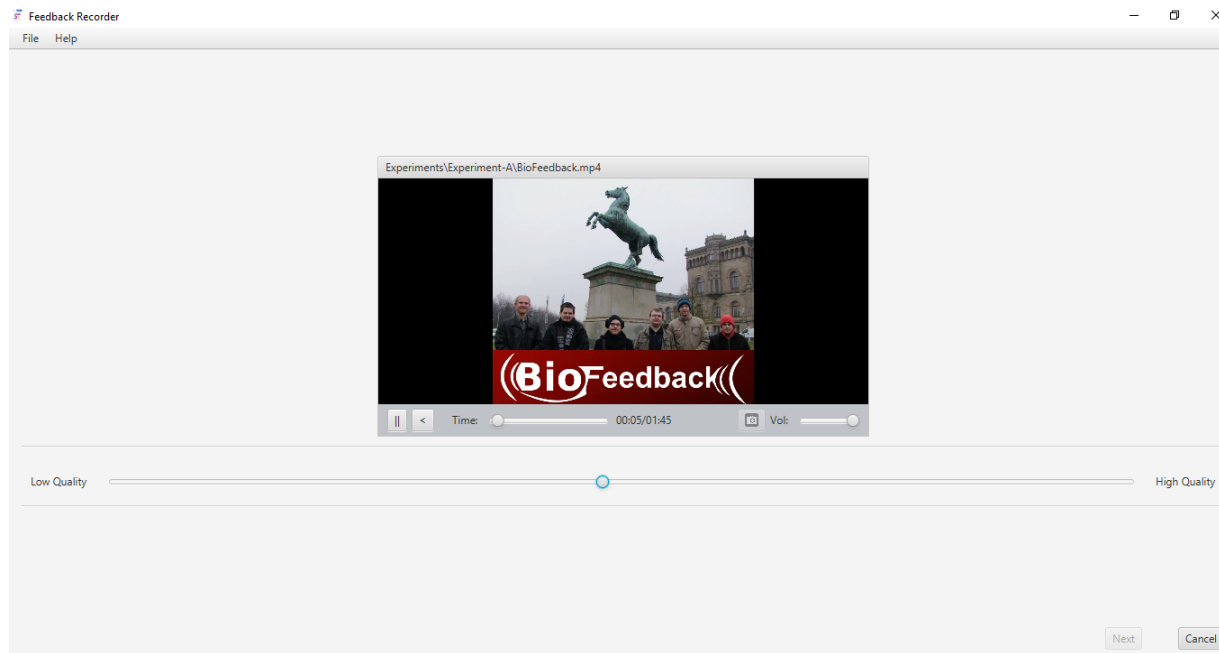 Feedback Recorder
File Help
Experiments\Experiment-A\BioFeedback.mp4
BioFeedback
|| < Time: 00:05/01:45 Vol:
Low Quality High Quality
Next Cancel